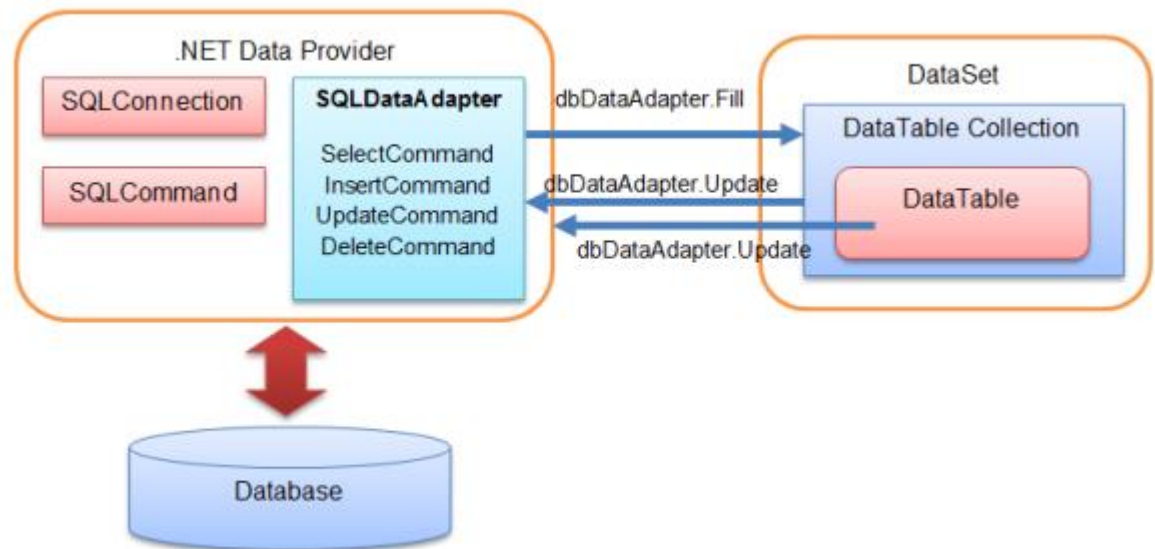 .NET Data Provider
SQLConnection
SQLCommand
SQLDataAdapter
SelectCommand
InsertCommand
UpdateCommand
DeleteCommand
dbDataAdapter.Fill
dbDataAdapter.Update
dbDataAdapter.Update
DataSet
DataTable Collection
DataTable
Database